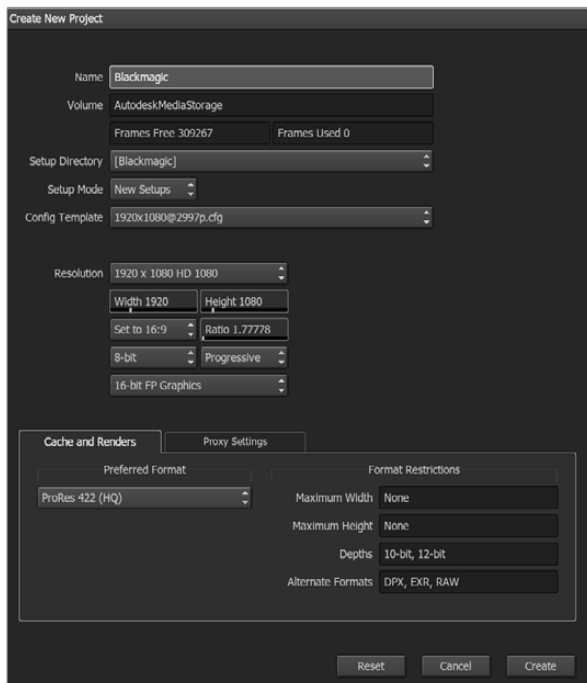 Create New Project
Name Blackmagic
Volume AutodeskMediaStorage
Frames Free 309267 Frames Used 0
Setup Directory [Blackmagic]
Setup Mode New Setups
Config Template 1920x1080@2997p.cfg
Resolution 1920 x 1080 HD 1080
Width 1920 Height 1080
Set to 16:9 Ratio 1.77778
8-bit Progressive
16-bit FP Graphics
Cache and Renders Proxy Settings
Preferred Format Format Restrictions
ProRes 422 (HQ) Maximum Width None
Maximum Height None
Depths 10-bit, 12-bit
Alternate Formats DPX, EXR, RAW
Reset Cancel Create